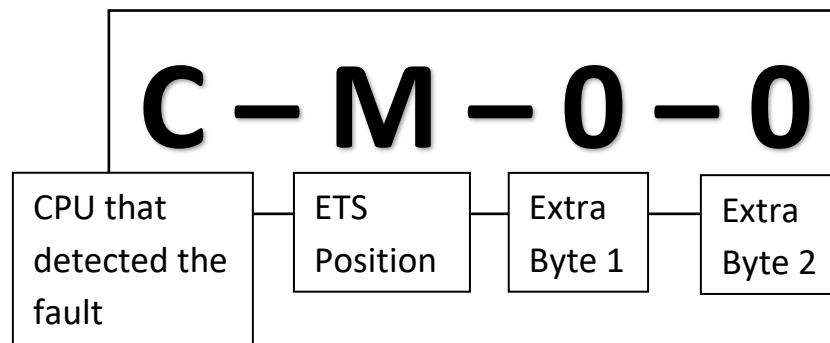 C – M – 0 – 0
CPU that
detected the
fault
ETS
Position
Extra
Byte 1
Extra
Byte 2